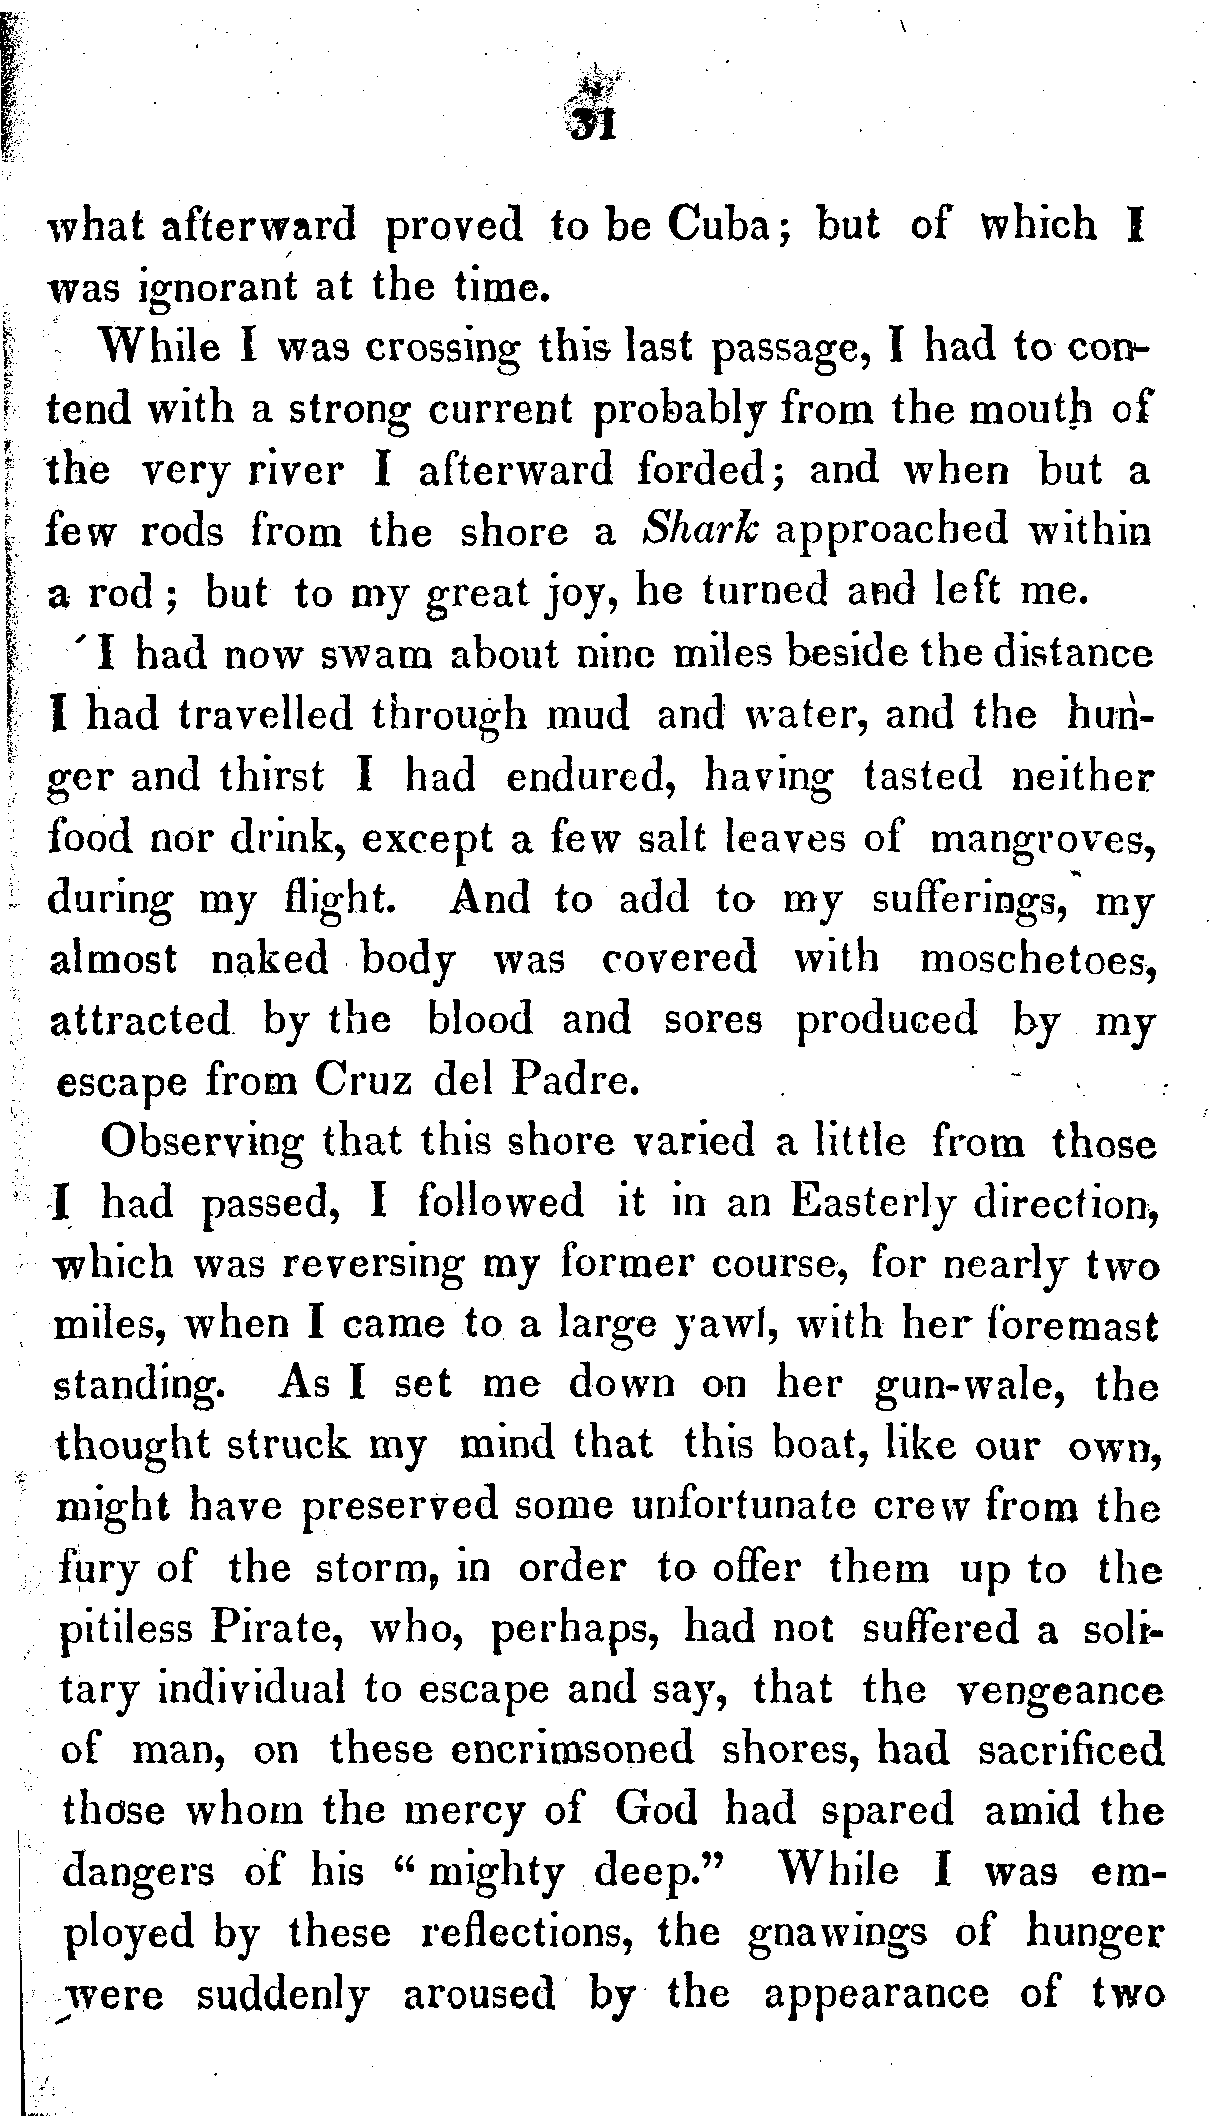 31
what afterward proved to be Cuba; but of which I
was ignorant at the time.
While I was crossing this last passage, I had to con-
tend with a strong current probably from the mouth of
the very river I afterward forded; and when but a
few rods from the shore a Shark approached within
a rod; but to my great joy, he turned and left me.
I had now swam about nine miles beside the distance
I had travelled through mud and water, and the hun-
ger and thirst I had endured, having tasted neither
food nor drink, except a few salt leaves of mangroves,
during my flight. And to add to my sufferings, my
almost naked body was covered with moschetoes,
attracted by the blood and sores produced by my
escape from Cruz del Padre.
Observing that this shore varied a little from those
I had passed, I followed it in an Easterly direction,
which was reversing my former course, for nearly two
miles, when I came to a large yawl, with her foremast
standing. As I set me down on her gun-wale, the
thought struck my mind that this boat, like our own,
might have preserved some unfortunate crew from the
fury of the storm, in order to offer them up to the
pitiless Pirate, who, perhaps, had not suffered a soli-
tary individual to escape and say, that the vengeance
of man, on these encrimsoned shores, had sacrificed
those whom the mercy of God had spared amid the
dangers of his “mighty deep.” While I was em-
ployed by these reflections, the gnawings of hunger
were suddenly aroused by the appearance of two